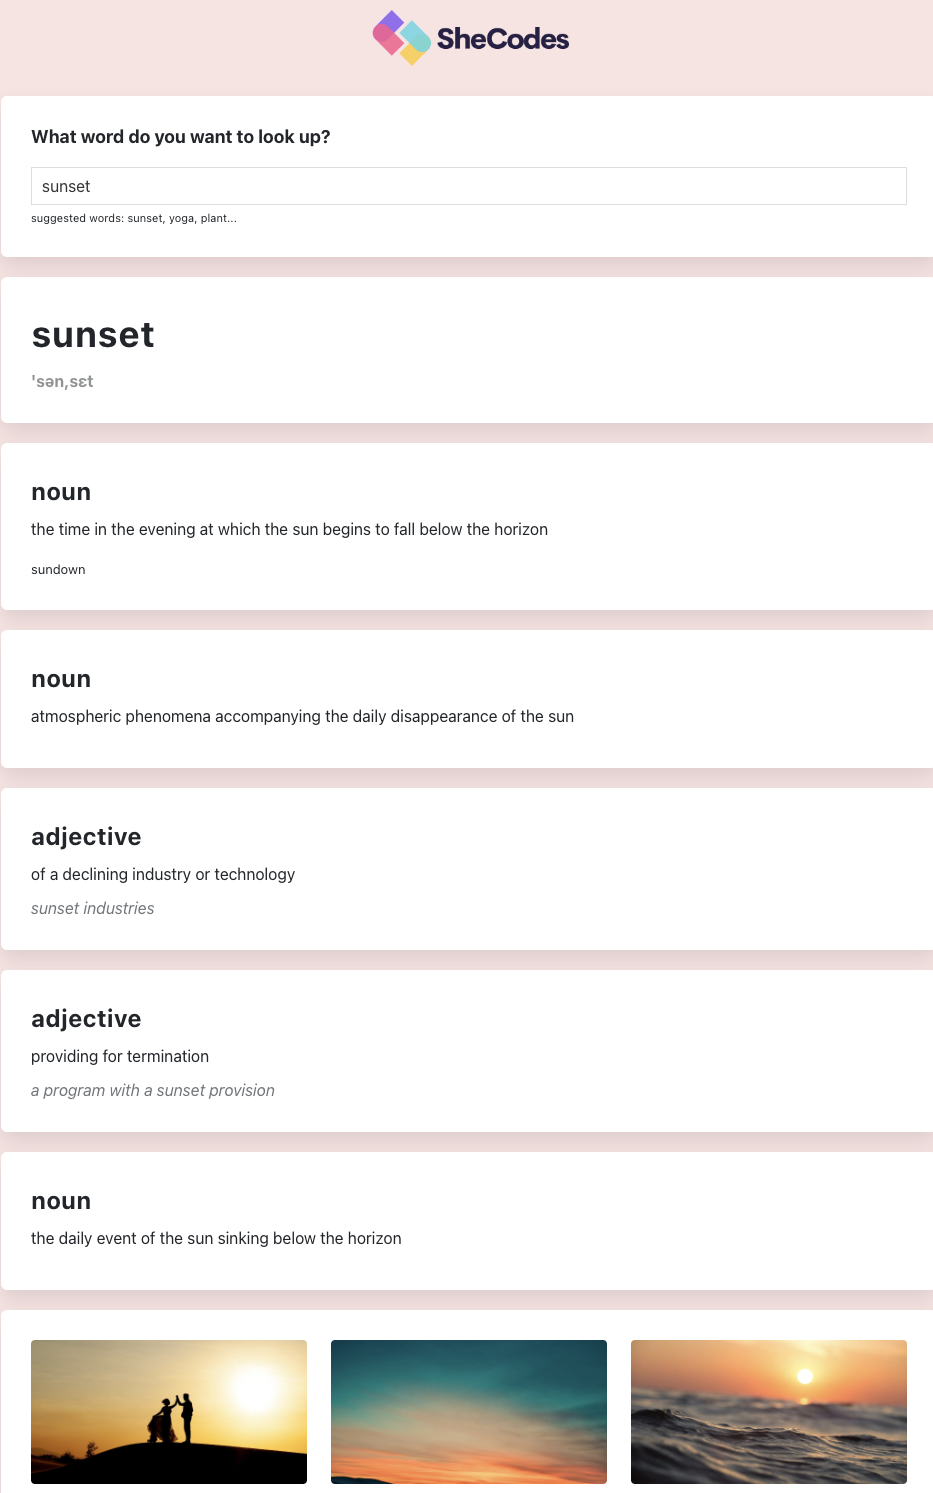 SheCodes
What word do you want to look up?
sunset
suggested words: sunset, yoga, plant...
sunset
'sən,sɛt
noun
the time in the evening at which the sun begins to fall below the horizon
sundown
noun
atmospheric phenomena accompanying the daily disappearance of the sun
adjective
of a declining industry or technology
sunset industries
adjective
providing for termination
a program with a sunset provision
noun
the daily event of the sun sinking below the horizon